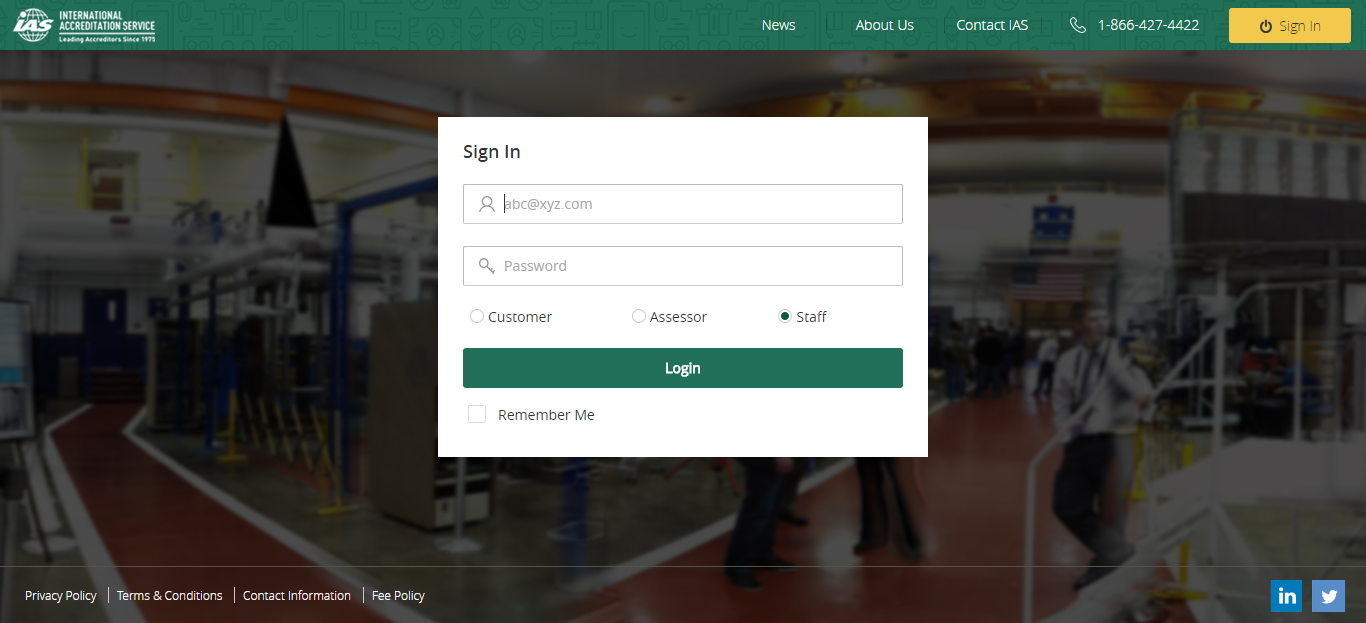 IAS INTERNATIONAL
ACCREDITATION SERVICE
Leading Accreditors Since 1975
News About Us Contact IAS 1-866-427-4422 Sign In
Sign In
abc@xyz.com
Password
Customer Assessor Staff
Login
Remember Me
Privacy Policy Terms & Conditions Contact Information Fee Policy
in